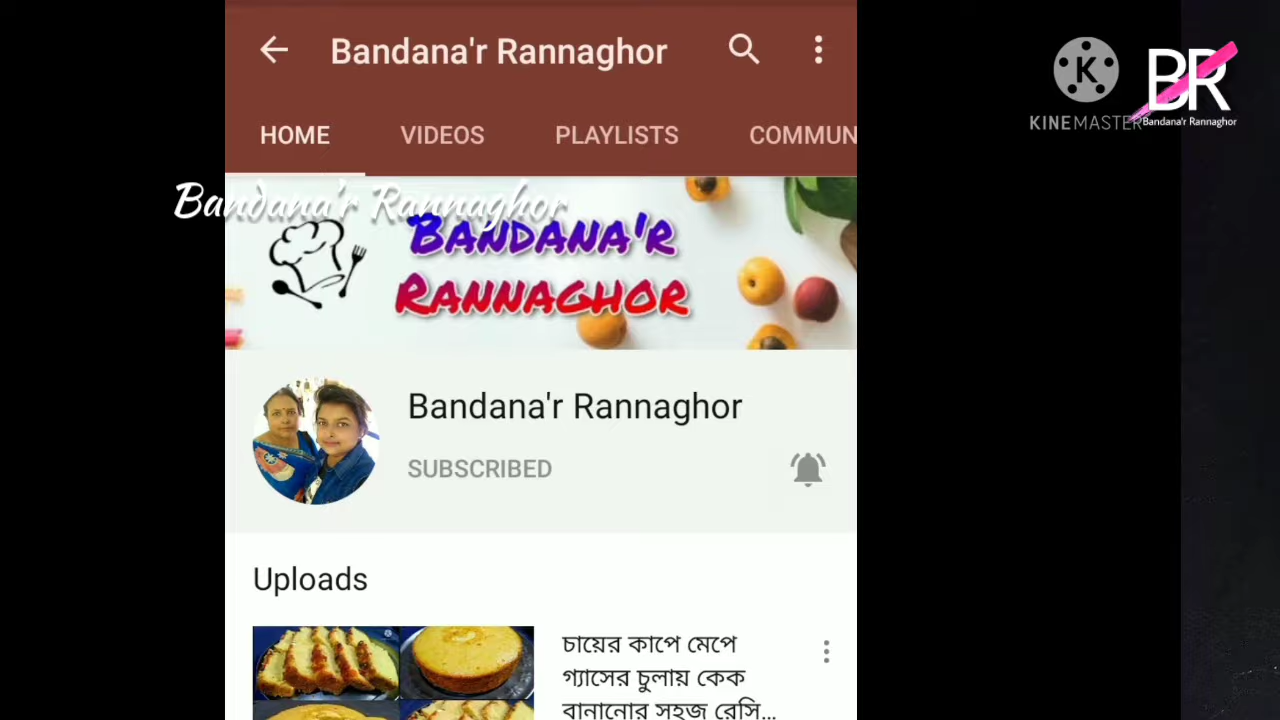 Bandana'r Rannaghor
HOME VIDEOS PLAYLISTS COMMUN
Bandana'r Rannaghor
BANDANA'R
RANNAGHOR
Bandana'r Rannaghor
SUBSCRIBED
Uploads
চায়ের কাপে মেপে
গ্যাসের চুলায় কেক
বানানোর সহজ রেসি...
K
KINEMASTER
BR
Bandana'r Rannaghor